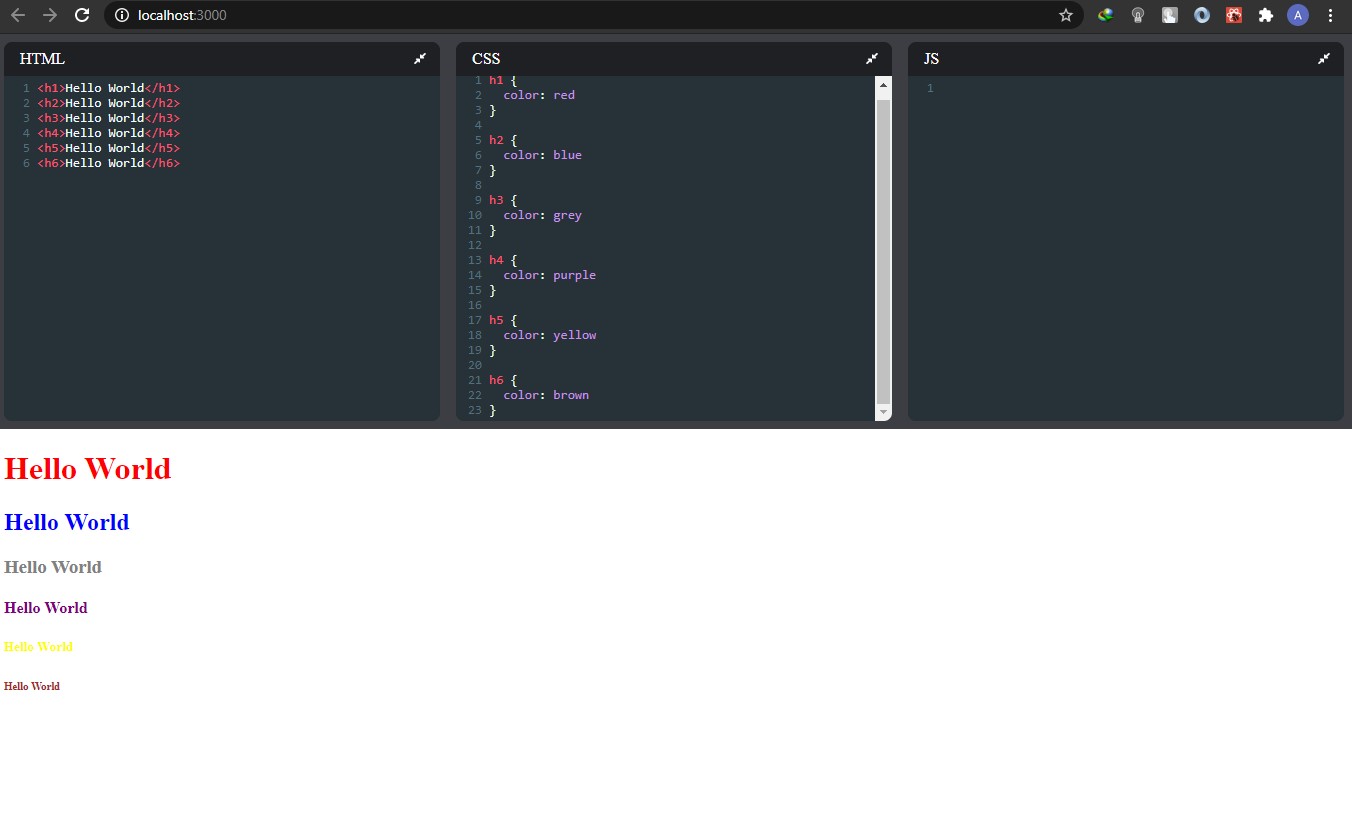 localhost:3000
A
HTML
1 <h1>Hello World</h1>
2 <h2>Hello World</h2>
3 <h3>Hello World</h3>
4 <h4>Hello World</h4>
5 <h5>Hello World</h5>
6 <h6>Hello World</h6>
CSS
1 h1 {
2   color: red
3 }
4
5 h2 {
6   color: blue
7 }
8
9 h3 {
10   color: grey
11 }
12
13 h4 {
14   color: purple
15 }
16
17 h5 {
18   color: yellow
19 }
20
21 h6 {
22   color: brown
23 }
JS
1
Hello World
Hello World
Hello World
Hello World
Hello World
Hello World